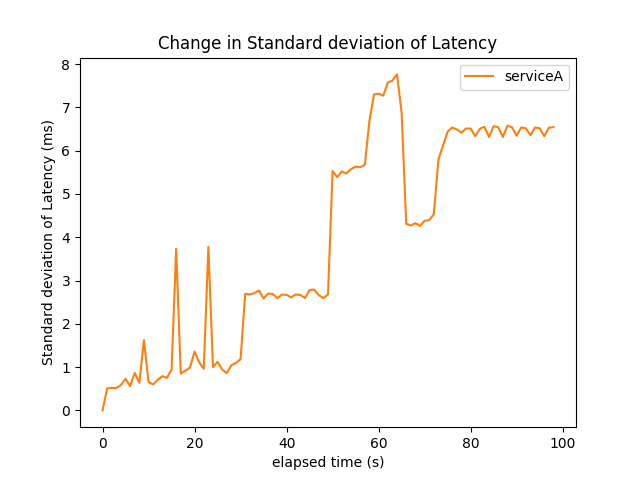 Change in Standard deviation of Latency
serviceA
Standard deviation of Latency (ms)
8
7
6
5
4
3
2
1
0
0 20 40 60 80 100
elapsed time (s)